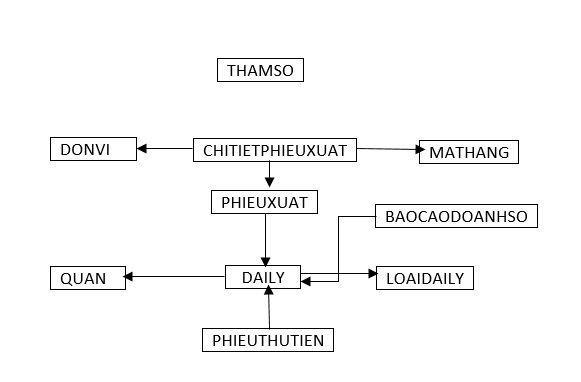 THAMSO
DONVI
CHITIETPHIEUXUAT
MATHANG
PHIEUXUAT
BAOCAODOANHSO
QUAN
DAILY
LOAIDAILY
PHIEUTHUTIEN